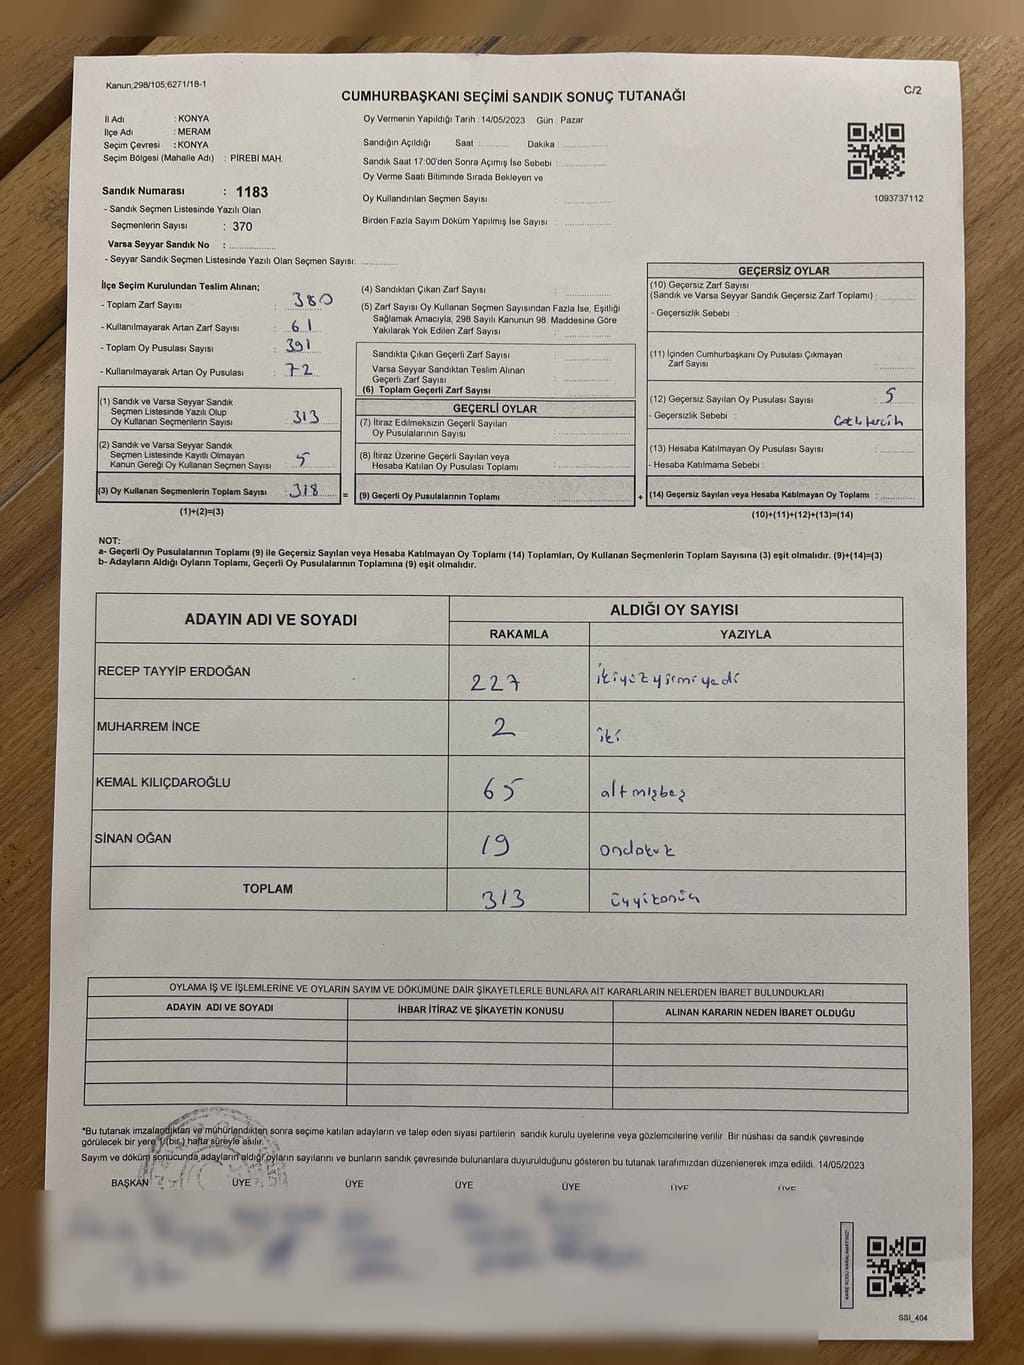 Kanun,298/105;6271/18-1
C/2
CUMHURBAŞKANI SEÇİMİ SANDIK SONUÇ TUTANAĞI
İl Adı : KONYA
İlçe Adı : MERAM
Seçim Çevresi : KONYA
Seçim Bölgesi (Mahalle Adı) : PİREBİ MAH.
Oy Vermenin Yapıldığı Tarih : 14/05/2023 Gün : Pazar
Sandığın Açıldığı Saat : Dakika :
Sandık Saat 17:00'den Sonra Açımış İse Sebebi :
Oy Verme Saati Bitiminde Sırada Bekleyen ve
Oy Kullandırılan Seçmen Sayısı :
Birden Fazla Sayım Döküm Yapılmış İse Sayısı :
1093737112
Sandık Numarası : 1183
- Sandık Seçmen Listesinde Yazılı Olan
Seçmenlerin Sayısı : 370
Varsa Seyyar Sandık No :
- Seyyar Sandık Seçmen Listesinde Yazılı Olan Seçmen Sayısı:
İlçe Seçim Kurulundan Teslim Alınan;
- Toplam Zarf Sayısı : 380
- Kullanılmayarak Artan Zarf Sayısı : 61
- Toplam Oy Pusulası Sayısı : 391
- Kullanılmayarak Artan Oy Pusulası : 72
(1) Sandık ve Varsa Seyyar Sandık
Seçmen Listesinde Yazılı Olup
Oy Kullanan Seçmenlerin Sayısı : 313
(2) Sandık ve Varsa Seyyar Sandık
Seçmen Listesinde Kayıtlı Olmayan
Kanun Gereği Oy Kullanan Seçmen Sayısı : 5
(3) Oy Kullanan Seçmenlerin Toplam Sayısı : 318 =
(1)+(2)=(3)
(4) Sandıktan Çıkan Zarf Sayısı :
(5) Zarf Sayısı Oy Kullanan Seçmen Sayısından Fazla İse, Eşitliği
Sağlamak Amacıyla; 298 Sayılı Kanunun 98. Maddesine Göre
Yakılarak Yok Edilen Zarf Sayısı :
Sandıkta Çıkan Geçerli Zarf Sayısı :
Varsa Seyyar Sandıktan Teslim Alınan
Geçerli Zarf Sayısı :
(6) Toplam Geçerli Zarf Sayısı
GEÇERLİ OYLAR
(7) İtiraz Edilmeksizin Geçerli Sayılan
Oy Pusulalarının Sayısı :
(8) İtiraz Üzerine Geçerli Sayılan veya
Hesaba Katılan Oy Pusulası Toplamı :
(9) Geçerli Oy Pusulalarının Toplamı : +
GEÇERSİZ OYLAR
(10) Geçersiz Zarf Sayısı
(Sandık ve Varsa Seyyar Sandık Geçersiz Zarf Toplamı) :
- Geçersizlik Sebebi :
(11) İçinden Cumhurbaşkanı Oy Pusulası Çıkmayan
Zarf Sayısı :
(12) Geçersiz Sayılan Oy Pusulası Sayısı : 5
- Geçersizlik Sebebi :
(13) Hesaba Katılmayan Oy Pusulası Sayısı :
- Hesaba Katılmama Sebebi :
(14) Geçersiz Sayılan veya Hesaba Katılmayan Oy Toplamı :
(10)+(11)+(12)+(13)=(14)
NOT:
a- Geçerli Oy Pusulalarının Toplamı (9) ile Geçersiz Sayılan veya Hesaba Katılmayan Oy Toplamı (14) Toplamları, Oy Kullanan Seçmenlerin Toplam Sayısına (3) eşit olmalıdır. (9)+(14)=(3)
b- Adayların Aldığı Oyların Toplamı, Geçerli Oy Pusulalarının Toplamına (9) eşit olmalıdır.
ADAYIN ADI VE SOYADI
ALDIĞI OY SAYISI
RAKAMLA YAZIYLA
RECEP TAYYİP ERDOĞAN 227 ikiyüzyirmiyedi
MUHARREM İNCE 2 iki
KEMAL KILIÇDAROĞLU 65 altmışbeş
SİNAN OĞAN 19 ondokuz
TOPLAM 313
OYLAMA İŞ VE İŞLEMLERİNE VE OYLARIN SAYIM VE DÖKÜMÜNE DAİR ŞİKAYETLERLE BUNLARA AİT KARARLARIN NELERDEN İBARET BULUNDUKLARI
ADAYIN ADI VE SOYADI İHBAR İTİRAZ VE ŞİKAYETİN KONUSU ALINAN KARARIN NEDEN İBARET OLDUĞU
*Bu tutanak imzalandıktan ve mühürlendikten sonra seçime katılan adayların ve talep eden siyasi partilerin sandık kurulu üyelerine veya gözlemcilerine verilir. Bir nüshası da sandık çevresinde
görülecek bir yere 1 (bir) hafta süreyle asılır.
Sayım ve döküm sonucunda adayların aldığı oyların sayılarını ve bunların sandık çevresinde bulunanlara duyurulduğunu gösteren bu tutanak tarafımızdan düzenlenerek imza edildi. 14/05/2023
BAŞKAN ÜYE ÜYE ÜYE ÜYE ÜYE ÜYE
SSI_404